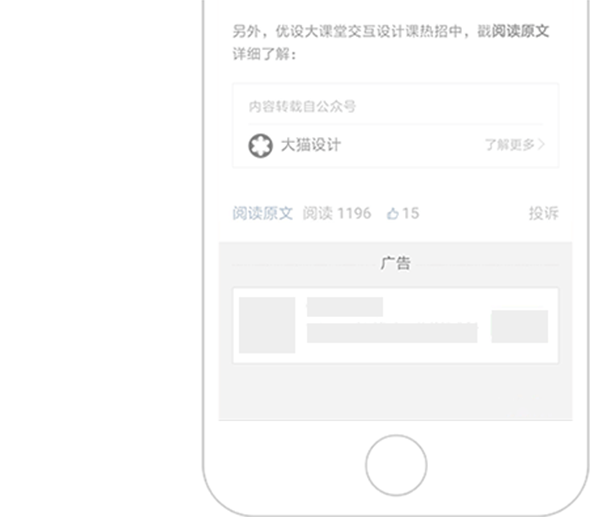 另外，优设大课堂交互设计课热招中，戳阅读原文
详细了解：
内容转载自公众号
大猫设计 了解更多
阅读原文 阅读 1196 15 投诉
广告